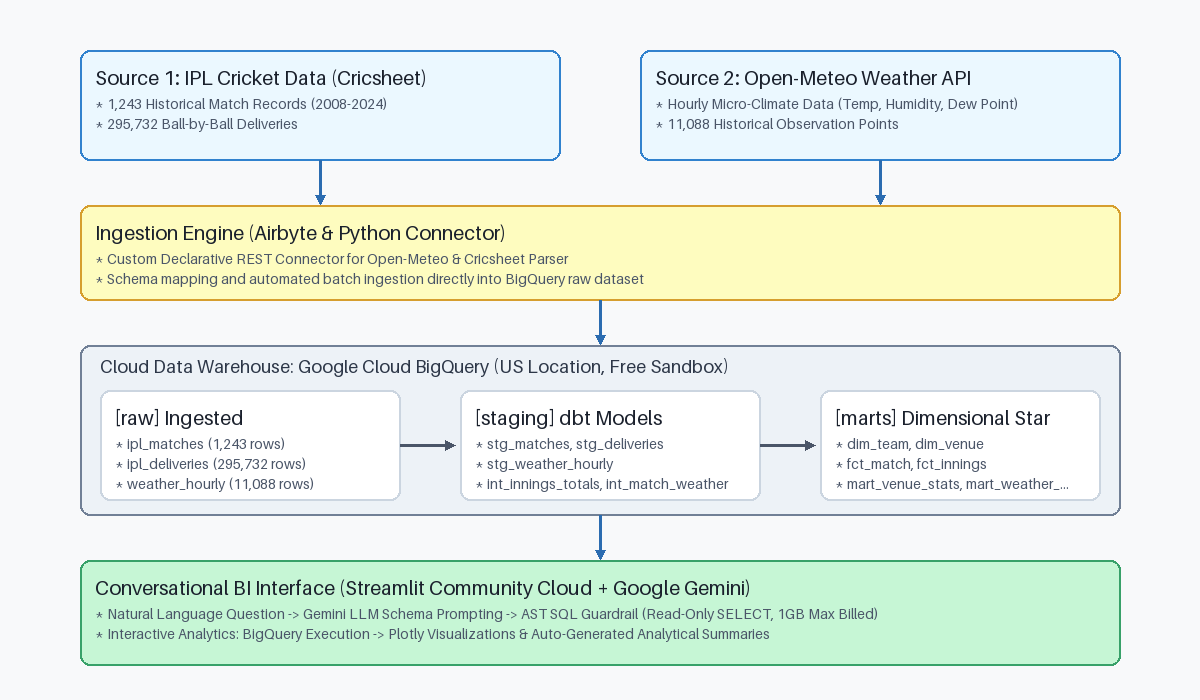 Source 1: IPL Cricket Data (Cricsheet)
* 1,243 Historical Match Records (2008-2024)
* 295,732 Ball-by-Ball Deliveries
Source 2: Open-Meteo Weather API
* Hourly Micro-Climate Data (Temp, Humidity, Dew Point)
* 11,088 Historical Observation Points
Ingestion Engine (Airbyte & Python Connector)
* Custom Declarative REST Connector for Open-Meteo & Cricsheet Parser
* Schema mapping and automated batch ingestion directly into BigQuery raw dataset
Cloud Data Warehouse: Google Cloud BigQuery (US Location, Free Sandbox)
[raw] Ingested
* ipl_matches (1,243 rows)
* ipl_deliveries (295,732 rows)
* weather_hourly (11,088 rows)
[staging] dbt Models
* stg_matches, stg_deliveries
* stg_weather_hourly
* int_innings_totals, int_match_weather
[marts] Dimensional Star
* dim_team, dim_venue
* fct_match, fct_innings
* mart_venue_stats, mart_weather_...
Conversational BI Interface (Streamlit Community Cloud + Google Gemini)
* Natural Language Question -> Gemini LLM Schema Prompting -> AST SQL Guardrail (Read-Only SELECT, 1GB Max Billed)
* Interactive Analytics: BigQuery Execution -> Plotly Visualizations & Auto-Generated Analytical Summaries